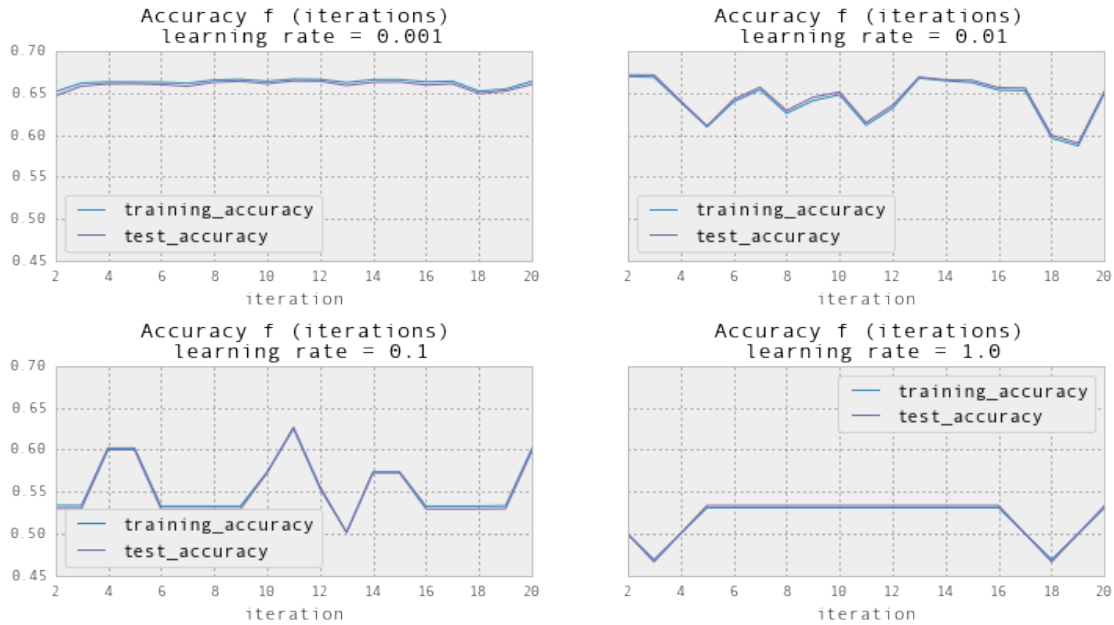 Accuracy f (iterations)
learning rate = 0.001
0.70
0.65
0.60
0.55
0.50
0.45
training_accuracy
test_accuracy
2 4 6 8 10 12 14 16 18 20
iteration
Accuracy f (iterations)
learning rate = 0.01
training_accuracy
test_accuracy
2 4 6 8 10 12 14 16 18 20
iteration
Accuracy f (iterations)
learning rate = 0.1
0.70
0.65
0.60
0.55
0.50
0.45
training_accuracy
test_accuracy
2 4 6 8 10 12 14 16 18 20
iteration
Accuracy f (iterations)
learning rate = 1.0
training_accuracy
test_accuracy
2 4 6 8 10 12 14 16 18 20
iteration